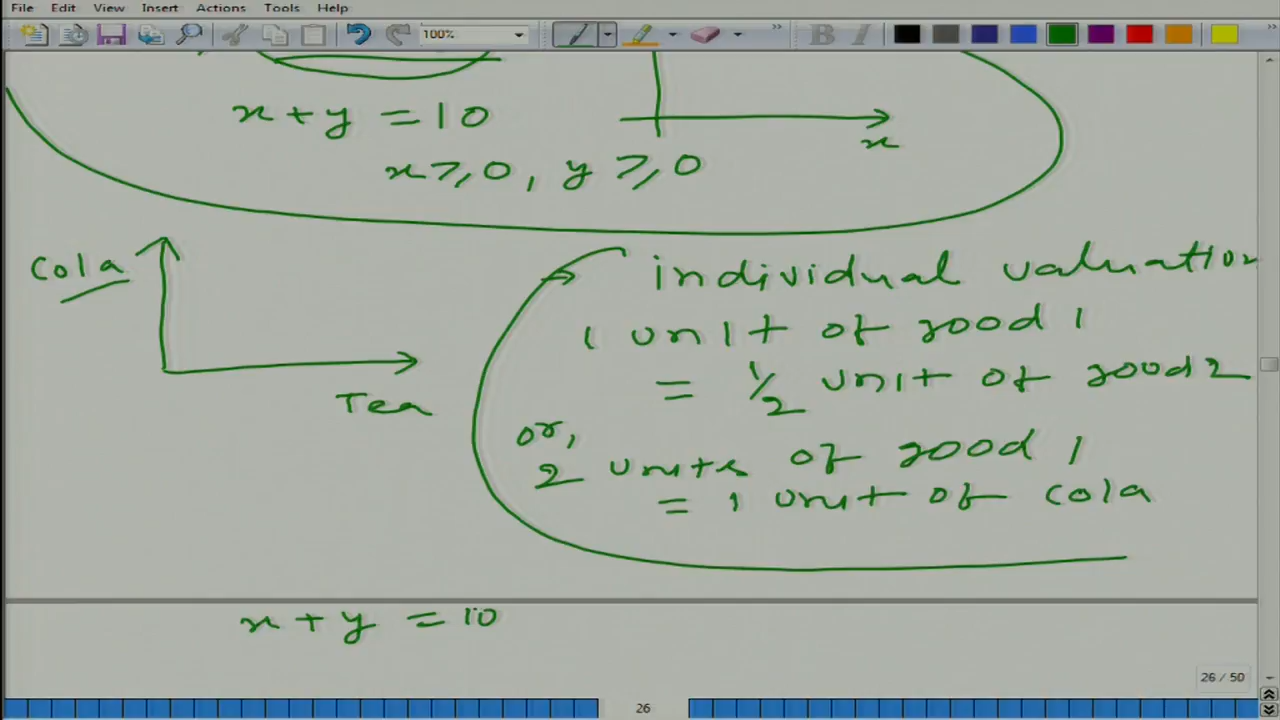 File Edit View Insert Actions Tools Help
100%
x + y = 10
x
x ≥ 0, y ≥ 0
Cola
Tea
individual valuation
1 unit of good 1
= 1/2 unit of good 2
or,
2 units of good 1
= 1 unit of cola
x + y = 10
26 / 50
26